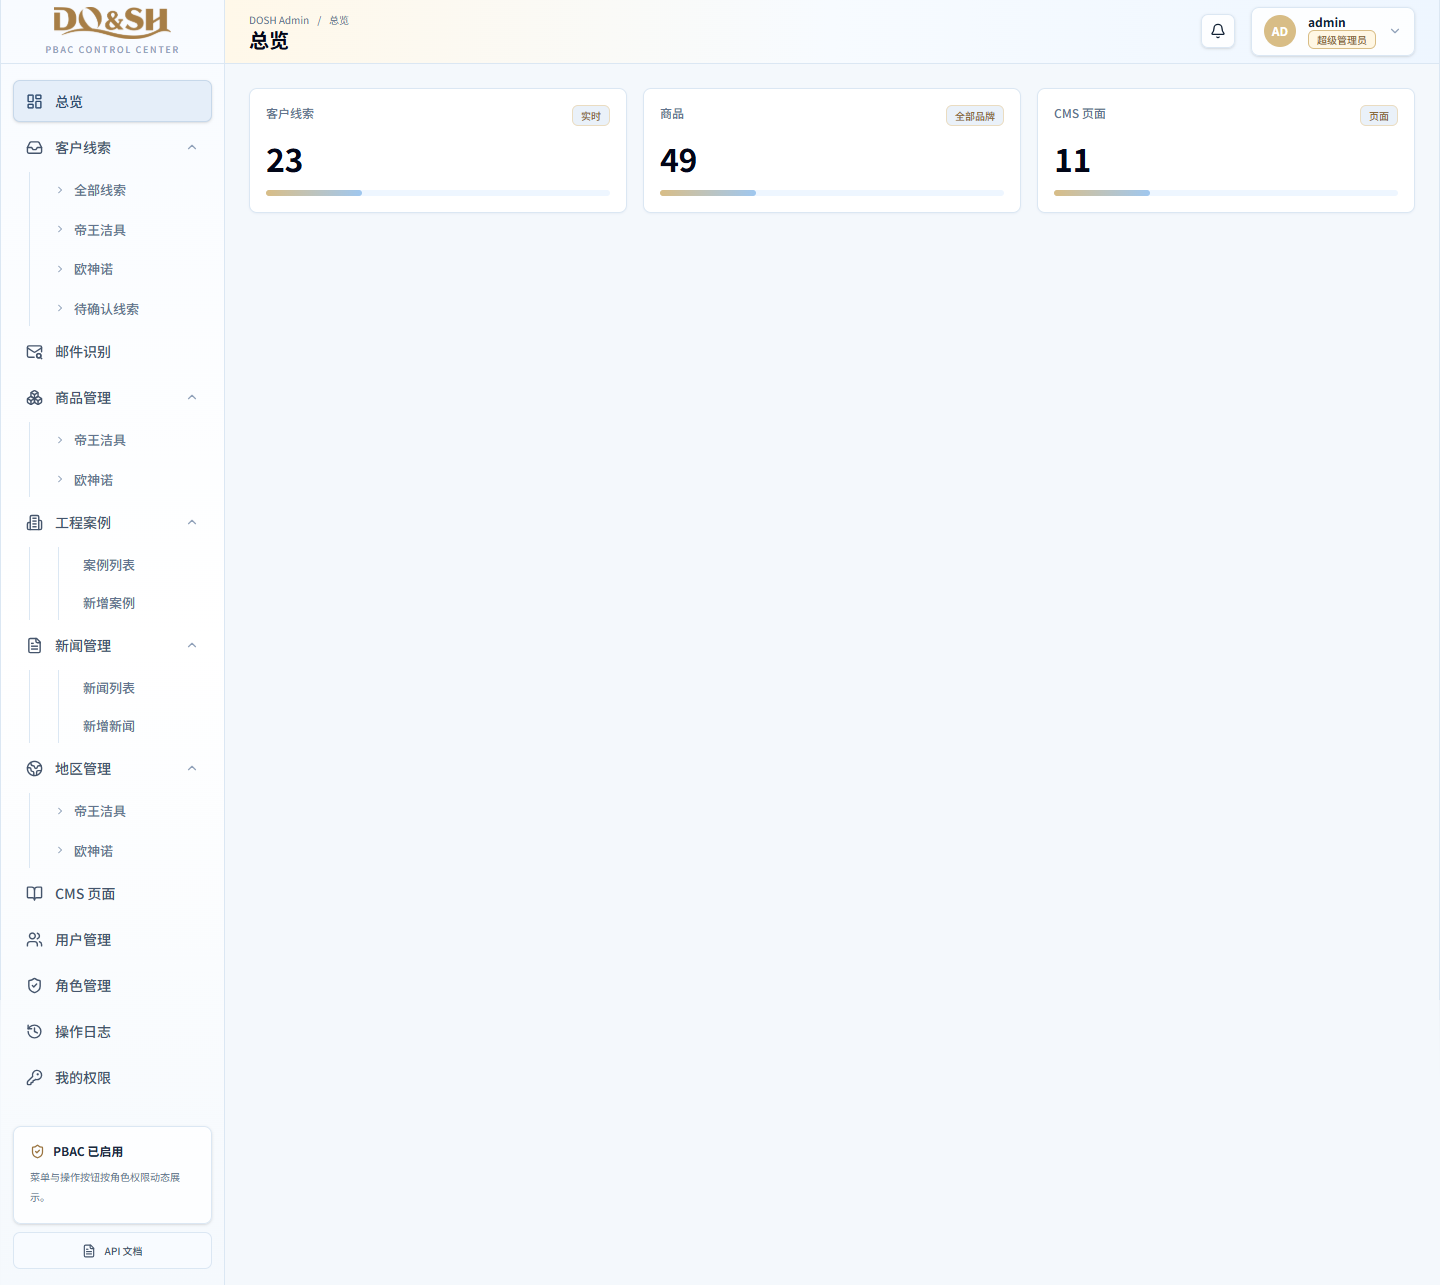 DO&SH
PBAC CONTROL CENTER
总览
客户线索
全部线索
帝王洁具
欧神诺
待确认线索
邮件识别
商品管理
帝王洁具
欧神诺
工程案例
案例列表
新增案例
新闻管理
新闻列表
新增新闻
地区管理
帝王洁具
欧神诺
CMS 页面
用户管理
角色管理
操作日志
我的权限
PBAC 已启用
菜单与操作按钮按角色权限动态展
示。
API 文档
DOSH Admin / 总览
总览
AD
admin
超级管理员
客户线索
实时
23
商品
全部品牌
49
CMS 页面
页面
11